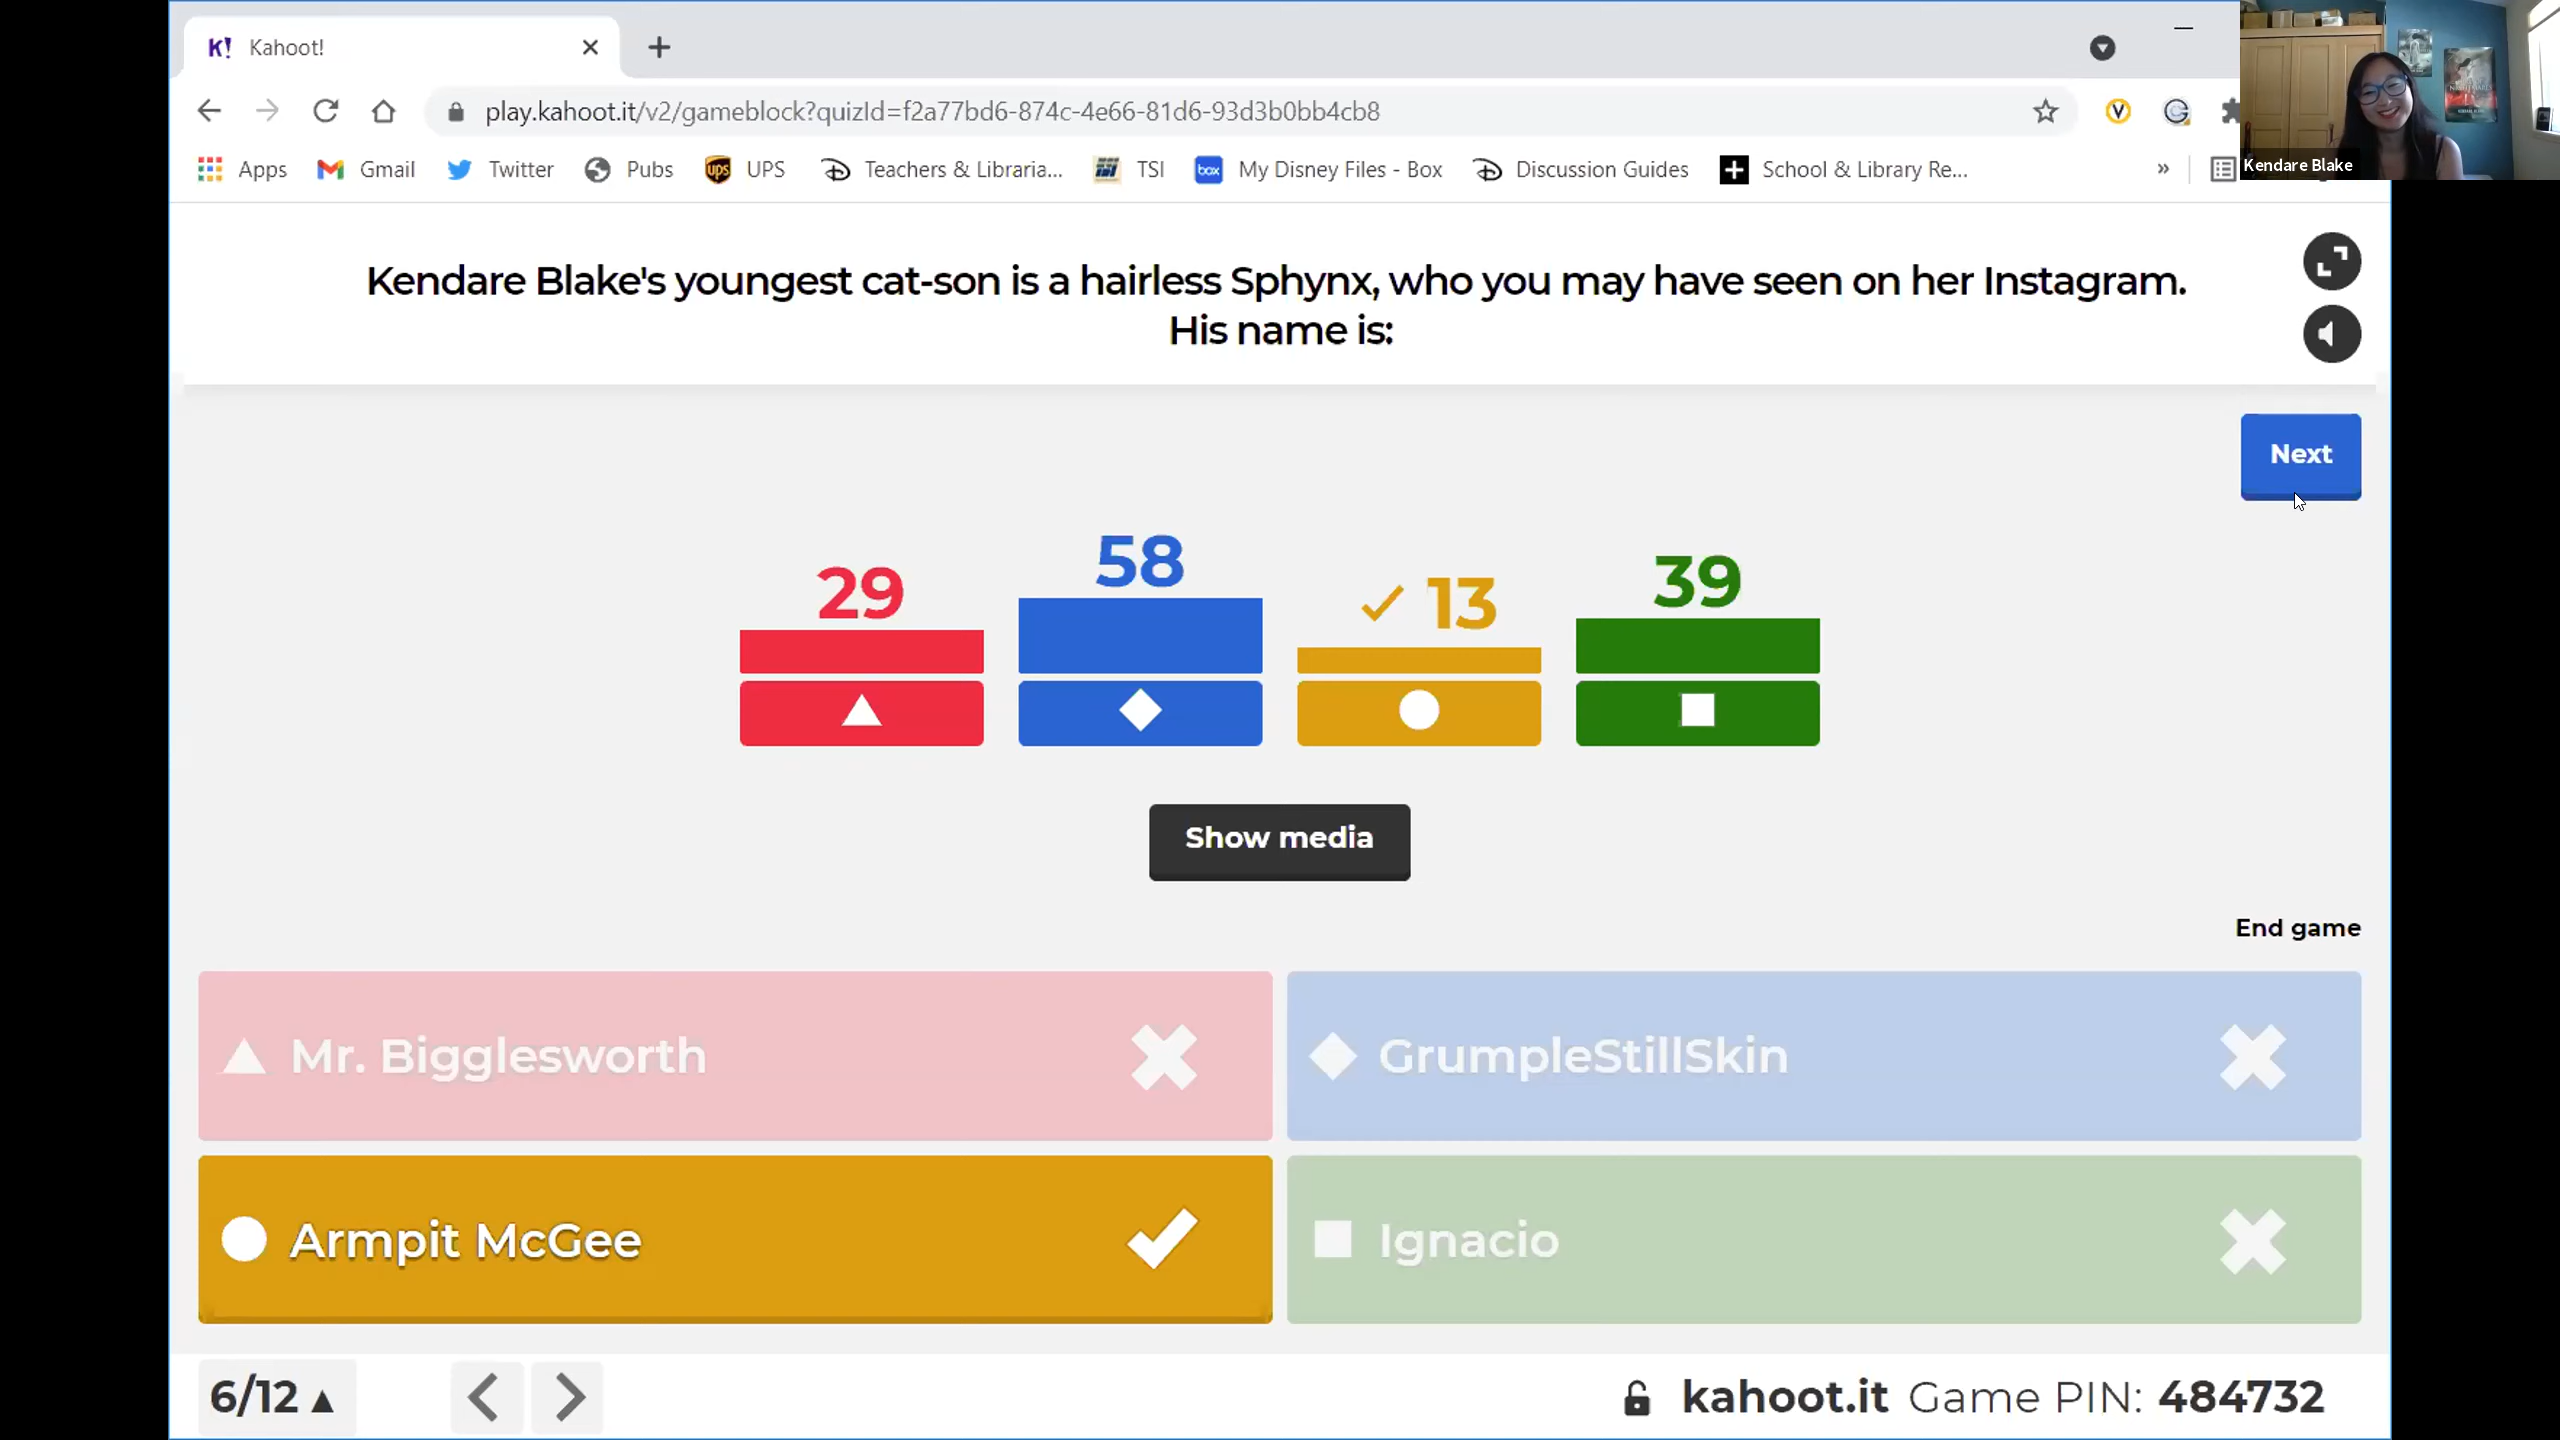 K! Kahoot!
play.kahoot.it/v2/gameblock?quizId=f2a77bd6-874c-4e66-81d6-93d3b0bb4cb8
Apps Gmail Twitter Pubs UPS Teachers & Libraria... TSI box My Disney Files - Box Discussion Guides School & Library Re... »
Kendare Blake
Kendare Blake's youngest cat-son is a hairless Sphynx, who you may have seen on her Instagram.
His name is:
Next
29 58 13 39
Show media
End game
Mr. Bigglesworth
GrumpleStillSkin
Armpit McGee
Ignacio
6/12
kahoot.it Game PIN: 484732